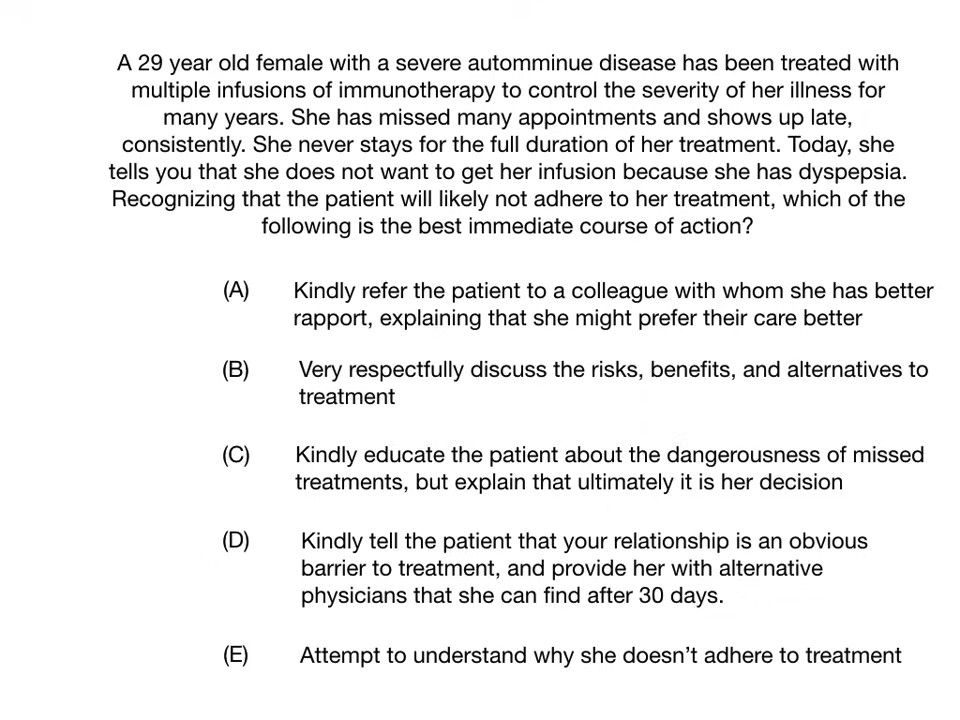 A 29 year old female with a severe automminue disease has been treated with
multiple infusions of immunotherapy to control the severity of her illness for
many years. She has missed many appointments and shows up late,
consistently. She never stays for the full duration of her treatment. Today, she
tells you that she does not want to get her infusion because she has dyspepsia.
Recognizing that the patient will likely not adhere to her treatment, which of the
following is the best immediate course of action?
(A) Kindly refer the patient to a colleague with whom she has better
rapport, explaining that she might prefer their care better
(B) Very respectfully discuss the risks, benefits, and alternatives to
treatment
(C) Kindly educate the patient about the dangerousness of missed
treatments, but explain that ultimately it is her decision
(D) Kindly tell the patient that your relationship is an obvious
barrier to treatment, and provide her with alternative
physicians that she can find after 30 days.
(E) Attempt to understand why she doesn't adhere to treatment